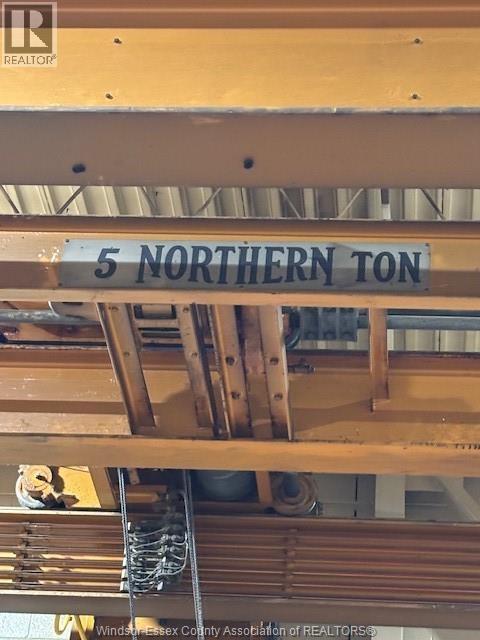 REALTOR®
5 NORTHERN TON
Windsor-Essex County Association of REALTORS®